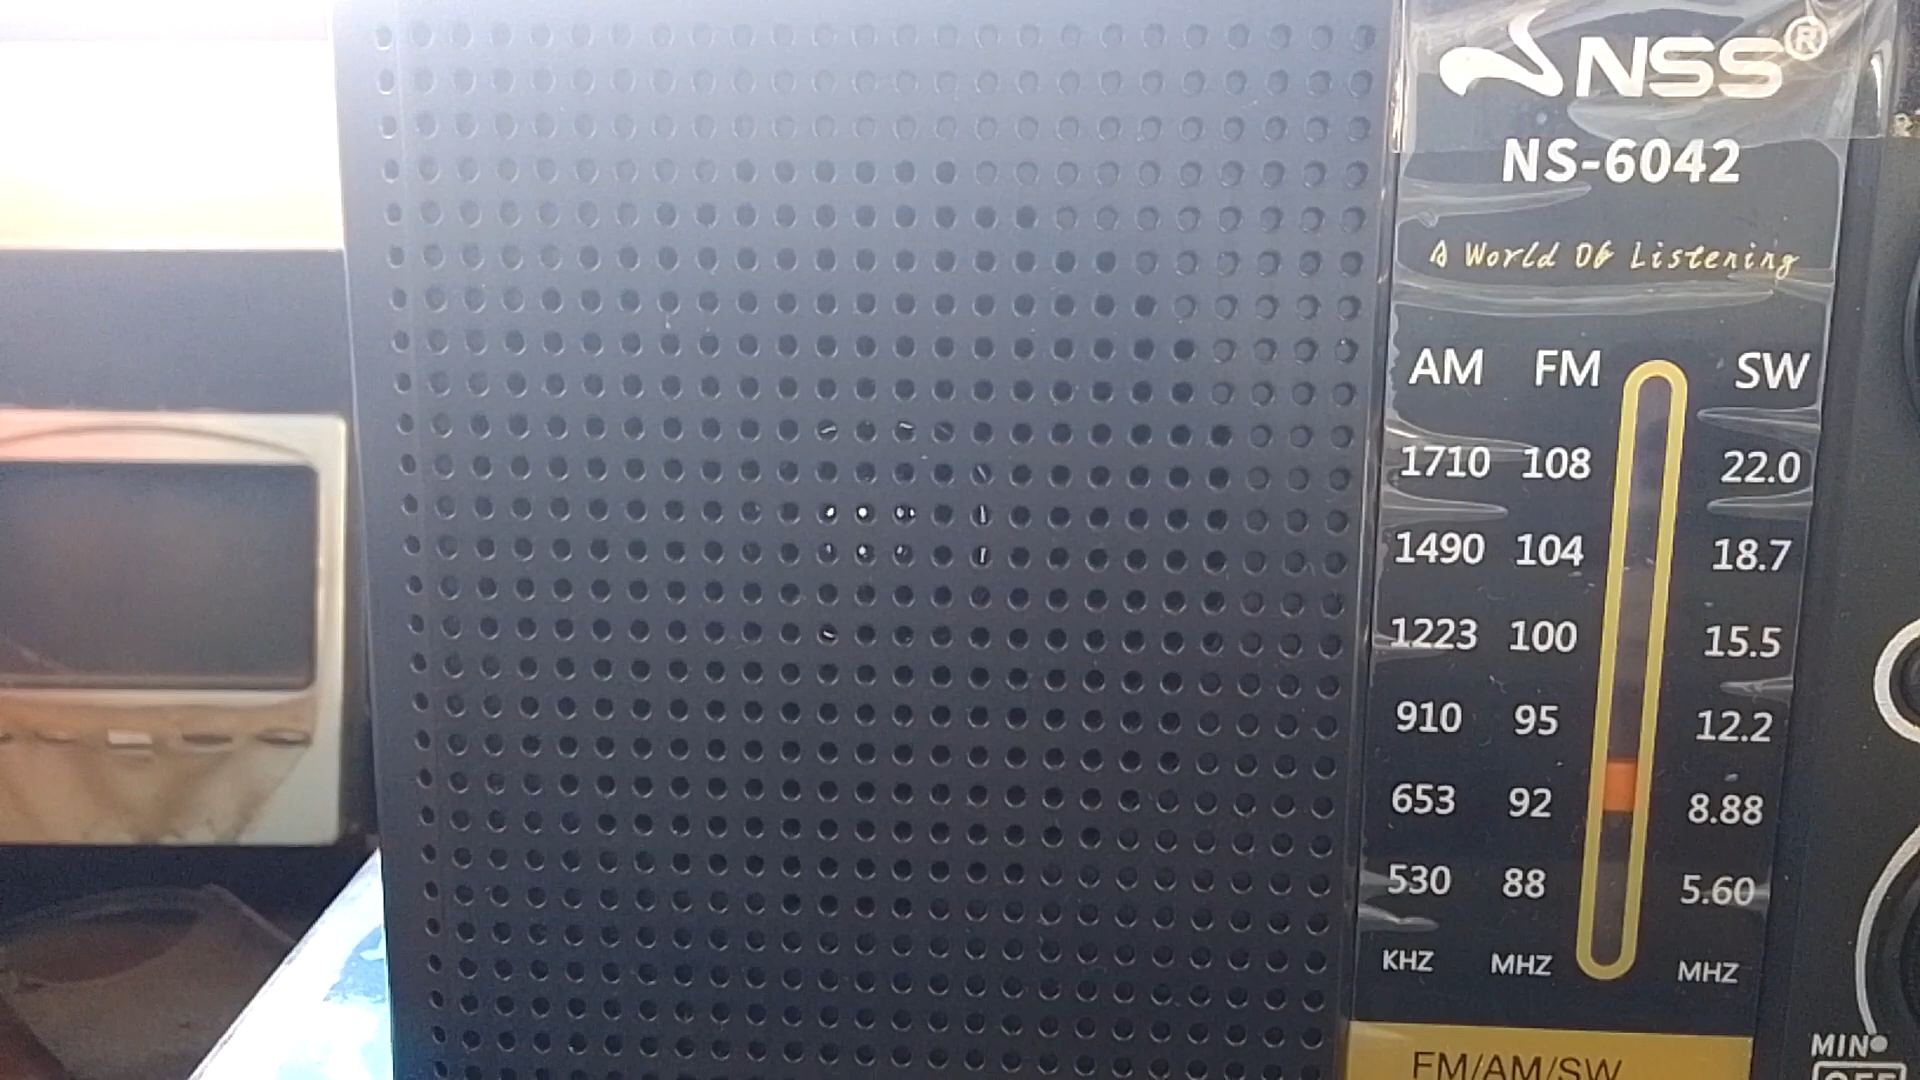 NSS®
NS-6042
A World Of Listening
AM FM SW
1710 108 22.0
1490 104 18.7
1223 100 15.5
910 95 12.2
653 92 8.88
530 88 5.60
KHZ MHZ MHZ
FM/AM/SW
MIN
OFF